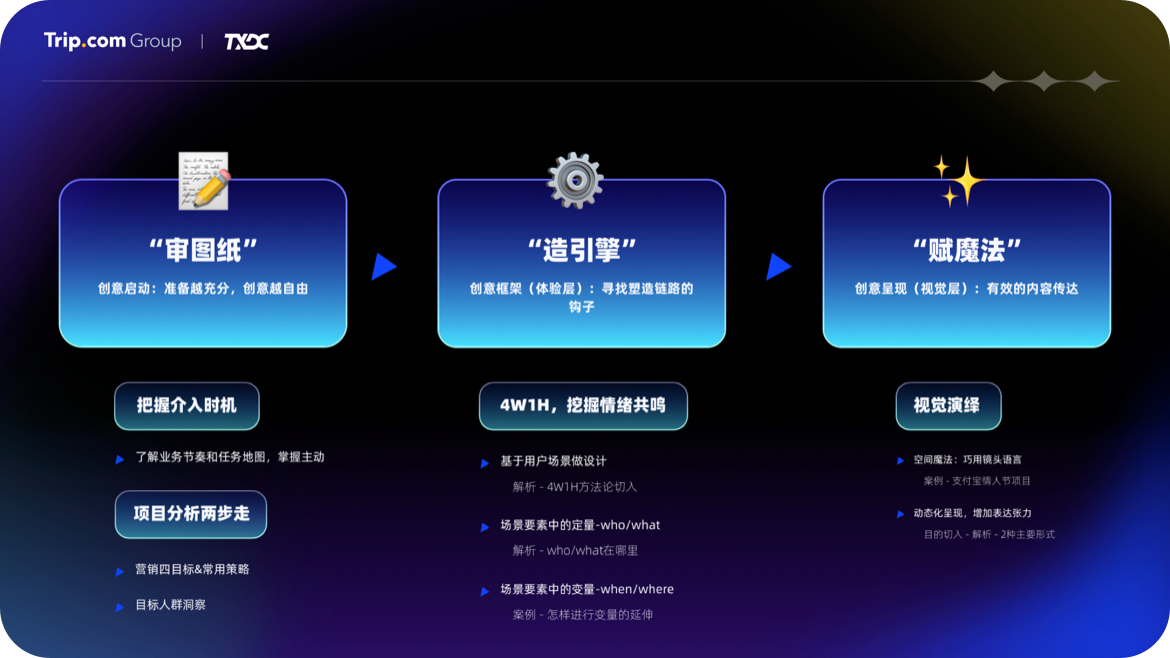 Trip.com Group | TXDC
“审图纸”
创意启动：准备越充分，创意越自由
把握介入时机
了解业务节奏和任务地图，掌握主动
项目分析两步走
营销四目标&常用策略
目标人群洞察
“造引擎”
创意框架（体验层）：寻找塑造链路的
钩子
4W1H，挖掘情绪共鸣
基于用户场景做设计
解析 - 4W1H方法论切入
场景要素中的定量-who/what
解析 - who/what在哪里
场景要素中的变量-when/where
案例 - 怎样进行变量的延伸
“赋魔法”
创意呈现（视觉层）：有效的内容传达
视觉演绎
空间魔法：巧用镜头语言
案例 - 支付宝情人节项目
动态化呈现，增加表达张力
目的切入 - 解析 - 2种主要形式